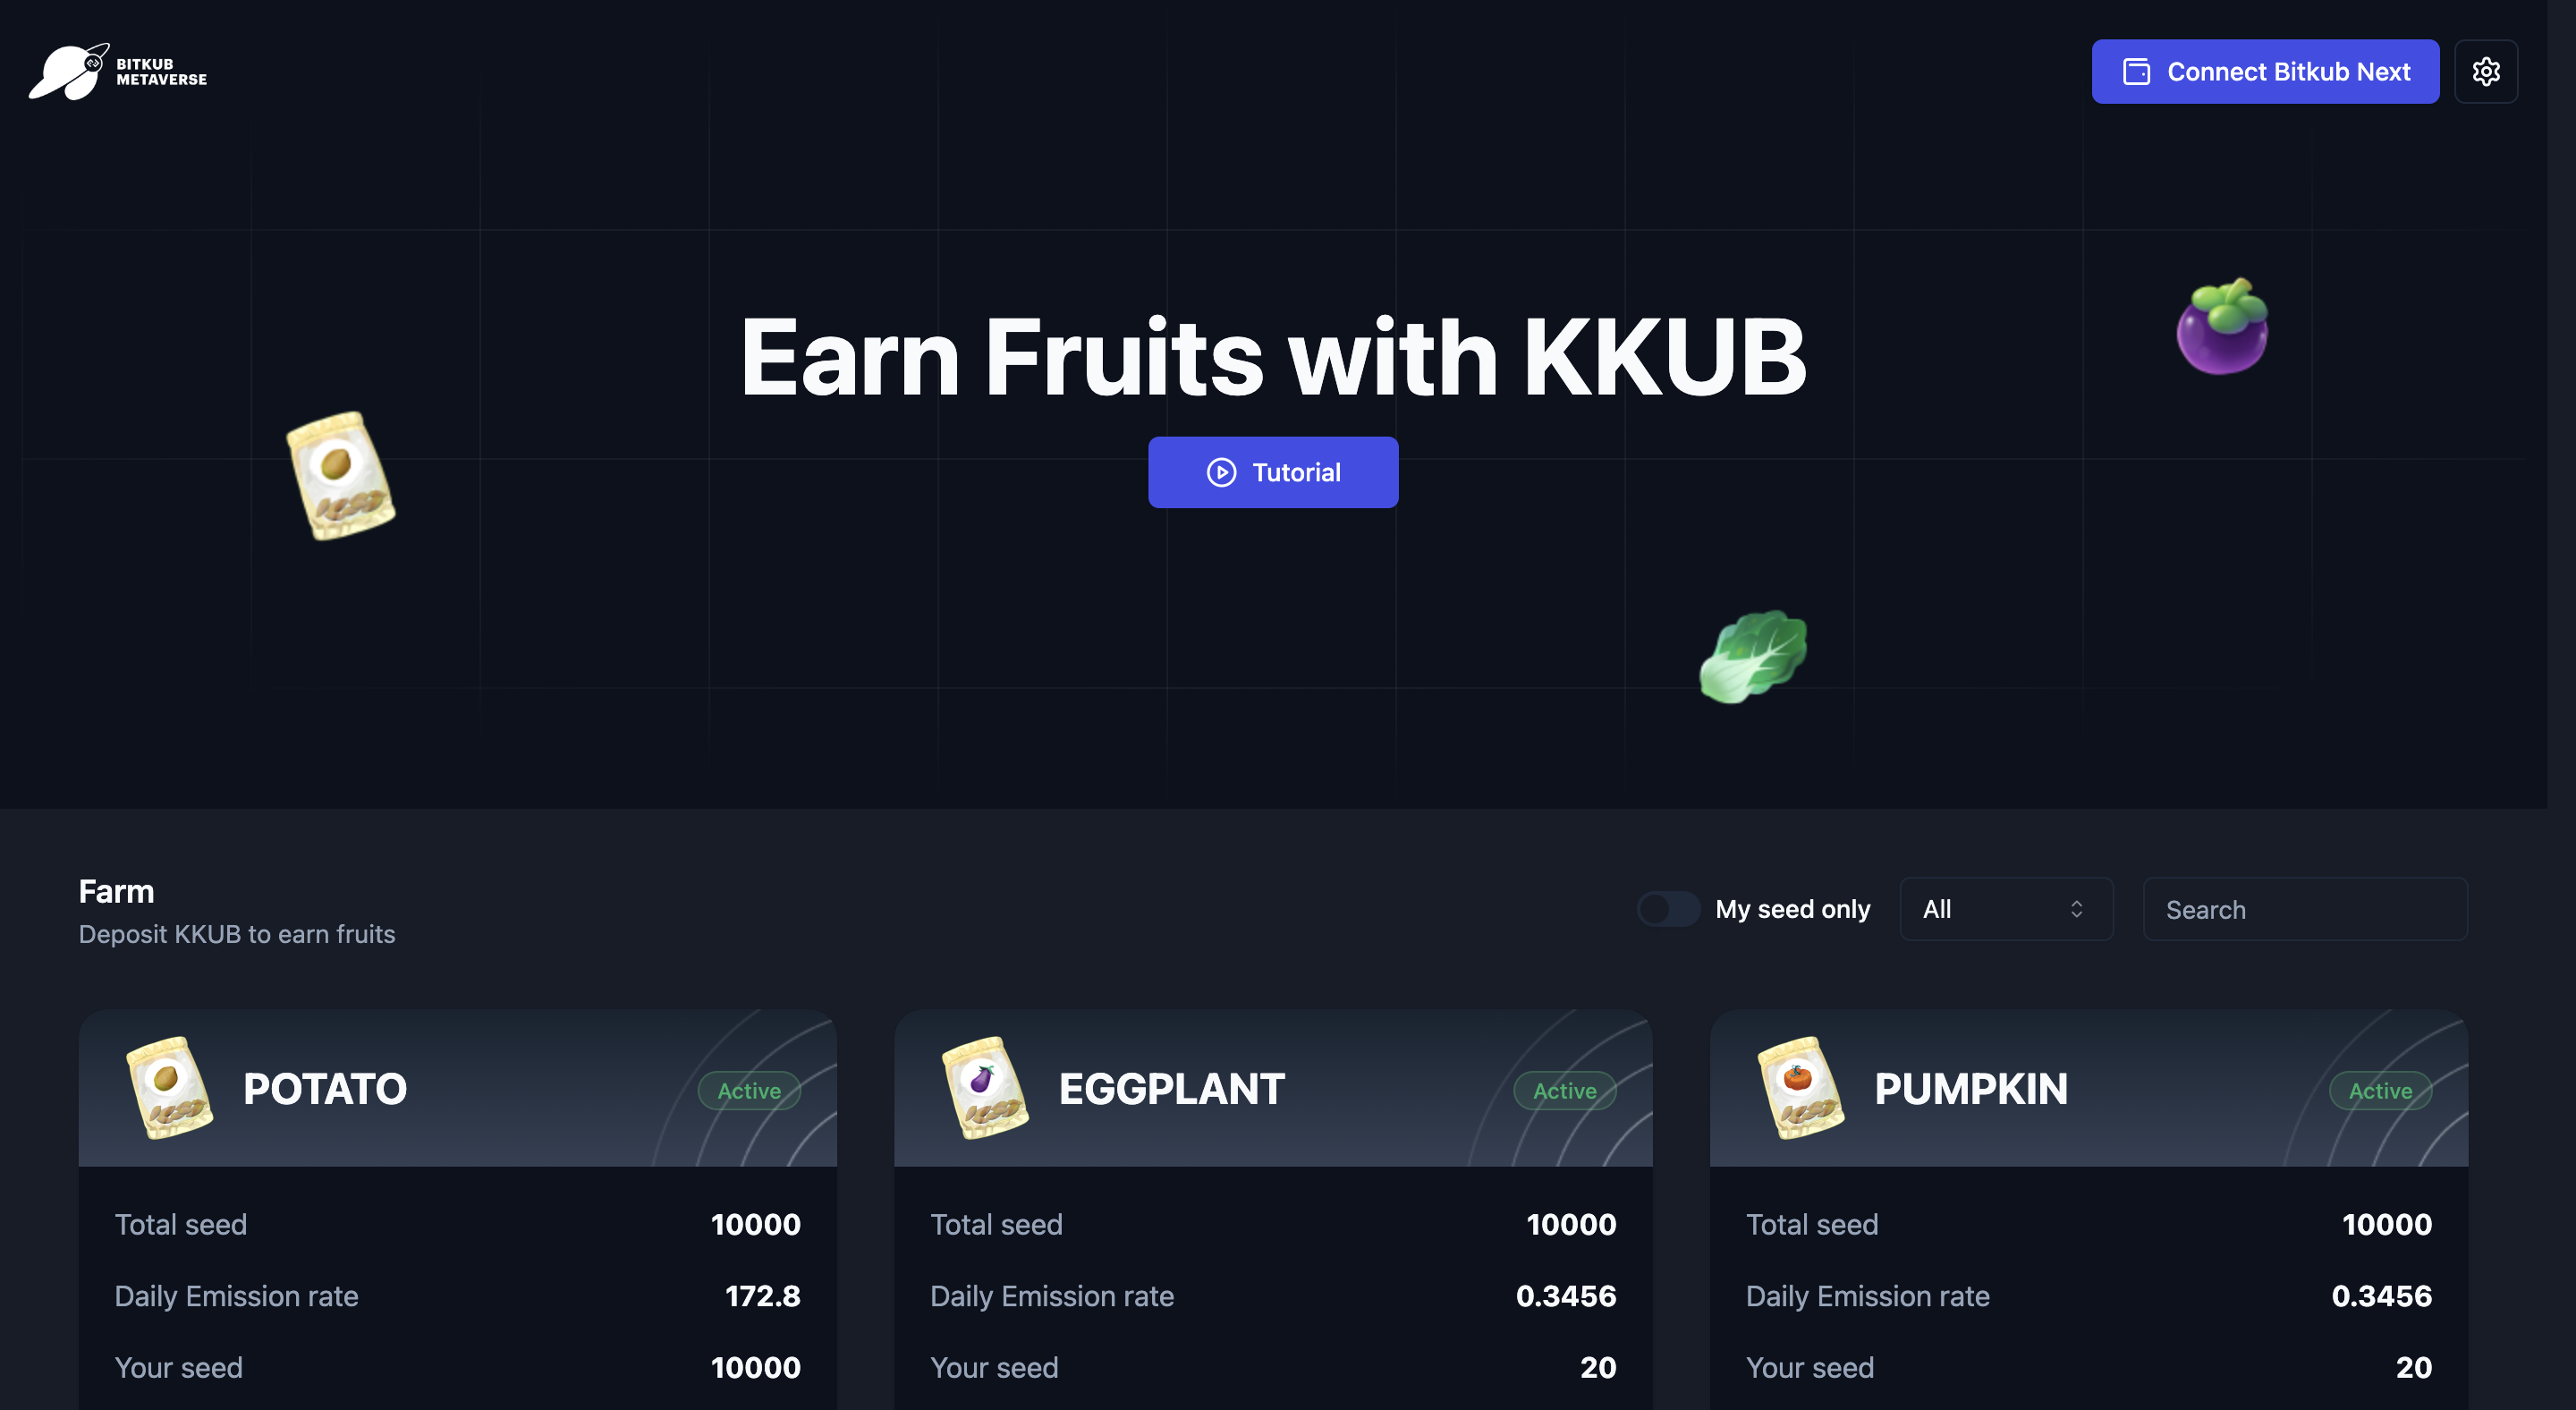 BITKUB
METAVERSE
Connect Bitkub Next
Earn Fruits with KKUB
Tutorial
Farm
Deposit KKUB to earn fruits
My seed only
All
Search
POTATO
Active
Total seed
10000
Daily Emission rate
172.8
Your seed
10000
EGGPLANT
Active
Total seed
10000
Daily Emission rate
0.3456
Your seed
20
PUMPKIN
Active
Total seed
10000
Daily Emission rate
0.3456
Your seed
20